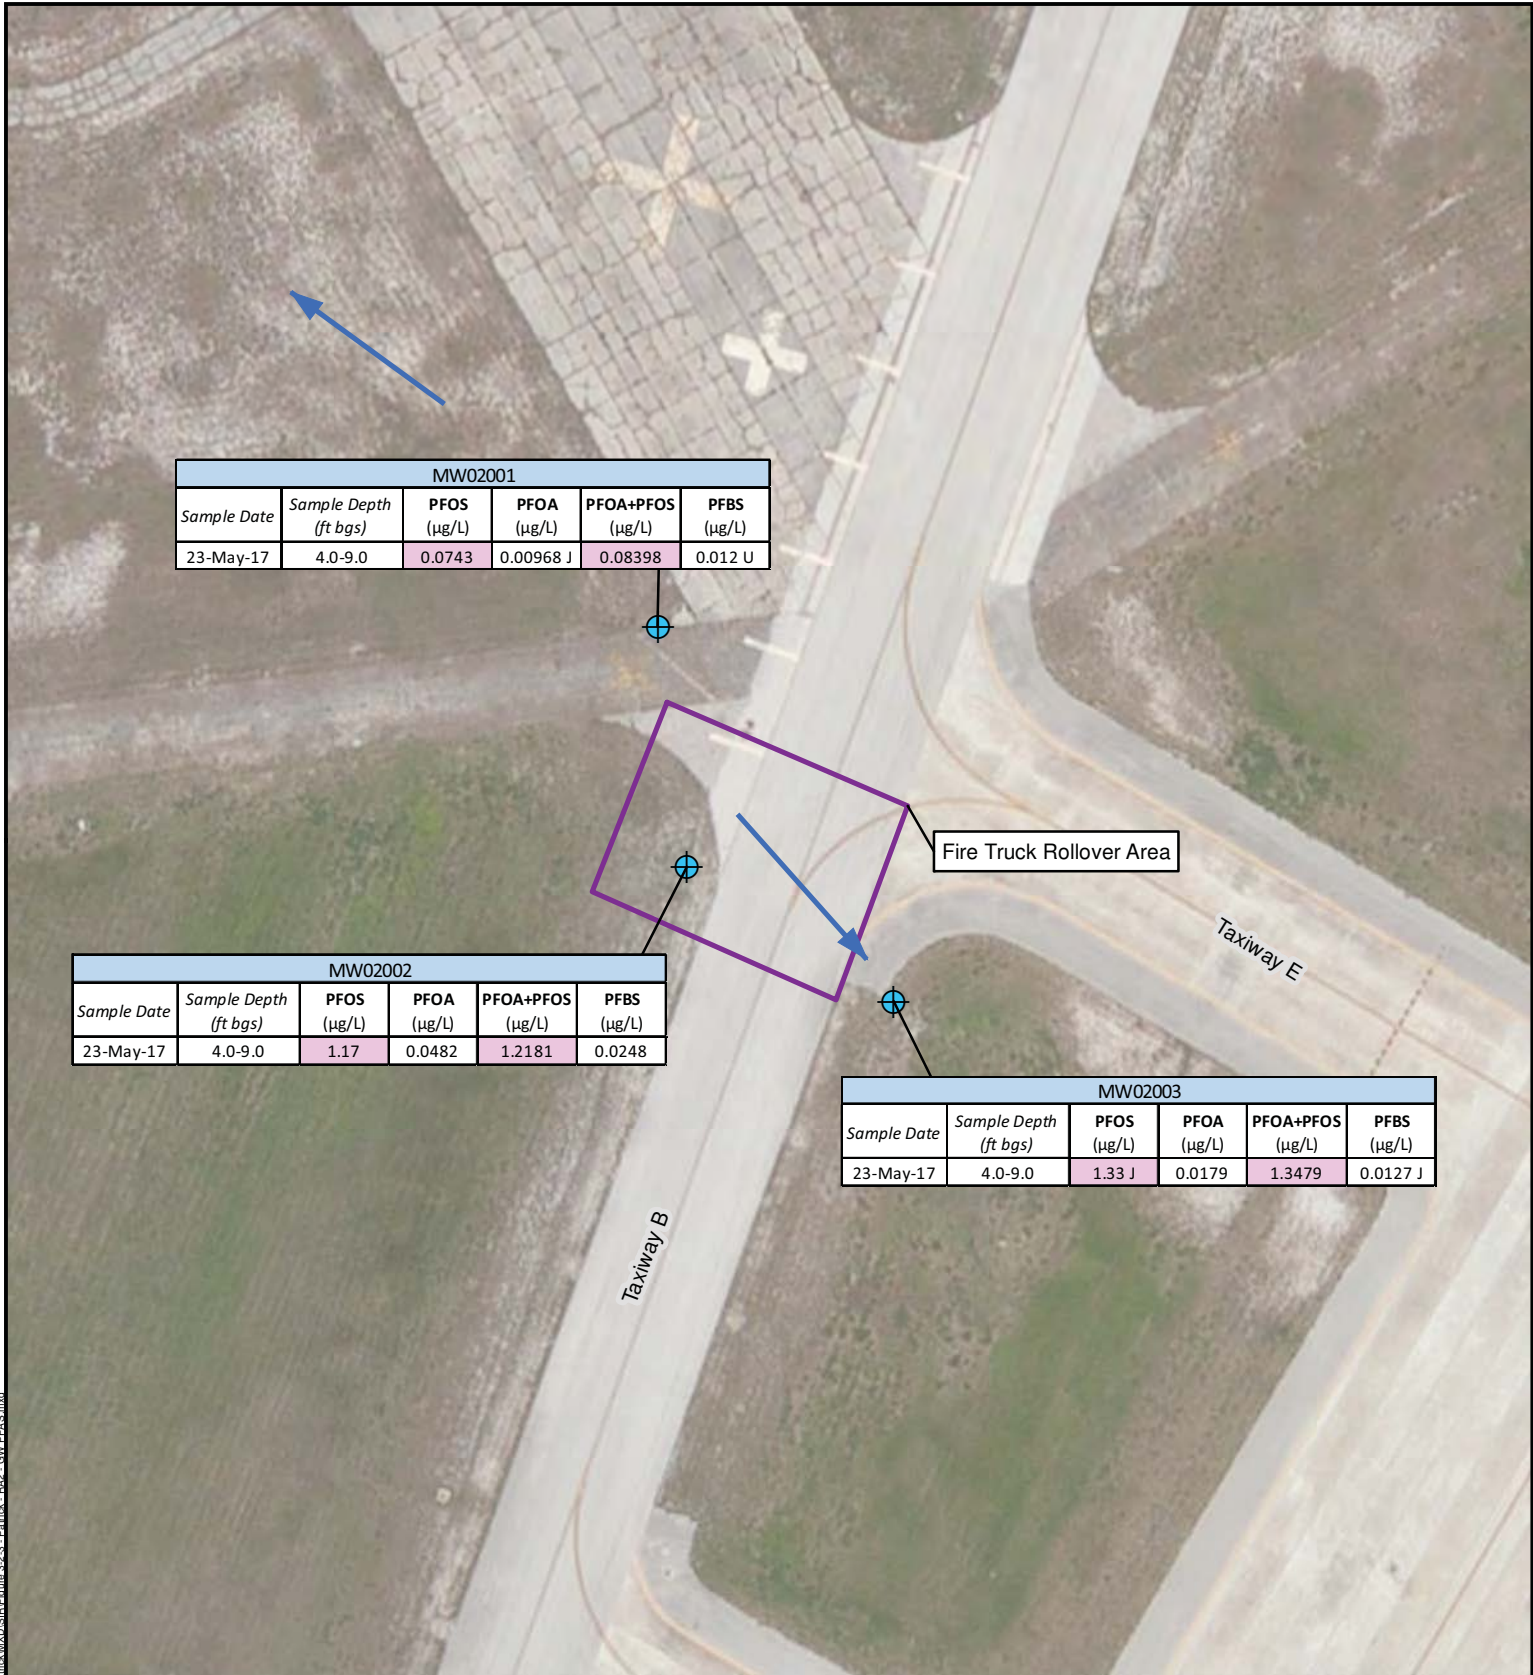 MW02001
Sample Date Sample Depth (ft bgs) PFOS (µg/L) PFOA (µg/L) PFOA+PFOS (µg/L) PFBS (µg/L)
23-May-17 4.0-9.0 0.0743 0.00968 J 0.08398 0.012 U
Fire Truck Rollover Area
Taxiway E
MW02002
Sample Date Sample Depth (ft bgs) PFOS (µg/L) PFOA (µg/L) PFOA+PFOS (µg/L) PFBS (µg/L)
23-May-17 4.0-9.0 1.17 0.0482 1.2181 0.0248
MW02003
Sample Date Sample Depth (ft bgs) PFOS (µg/L) PFOA (µg/L) PFOA+PFOS (µg/L) PFBS (µg/L)
23-May-17 4.0-9.0 1.33 J 0.0179 1.3479 0.0127 J
Taxiway B